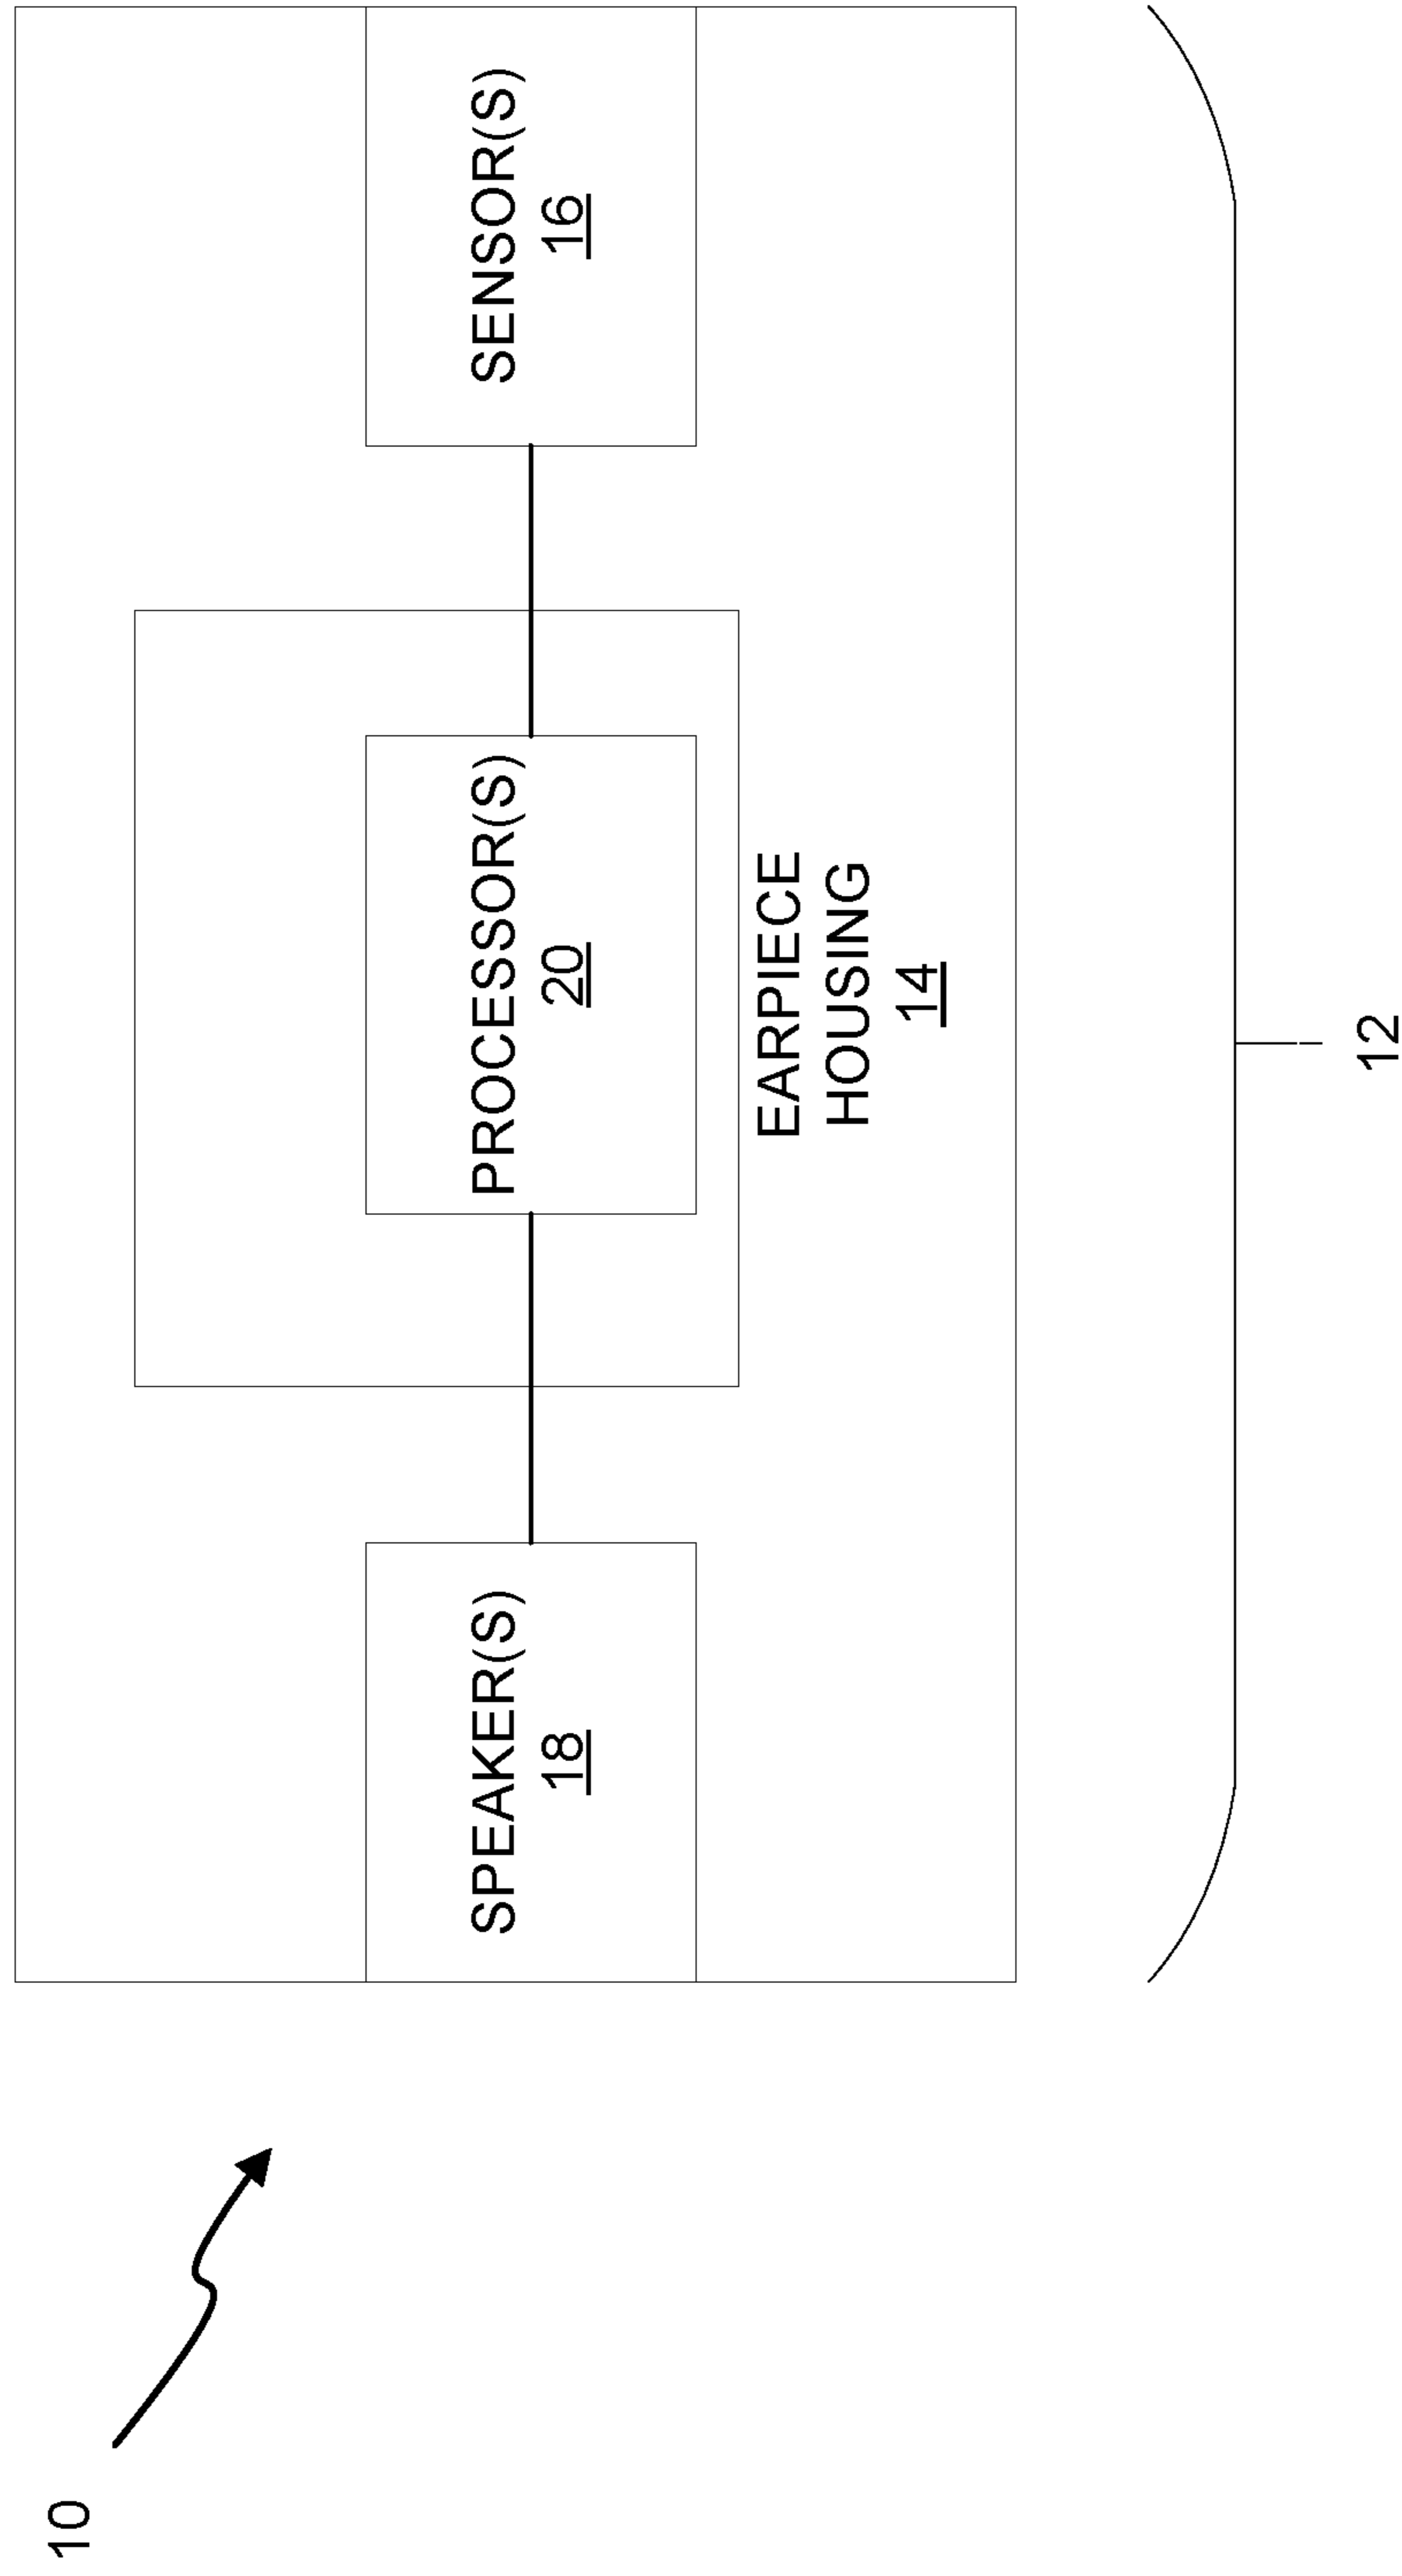 10
SPEAKER(S)
18
PROCESSOR(S)
20
SENSOR(S)
16
EARPIECE
HOUSING
14
12